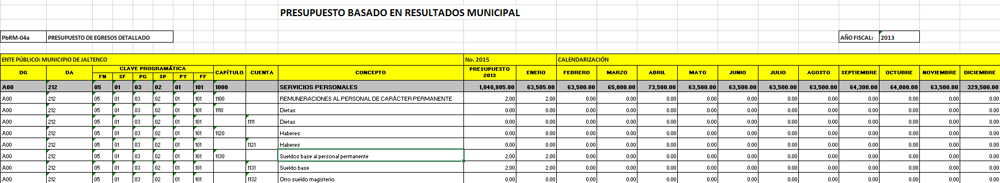 PRESUPUESTO BASADO EN RESULTADOS MUNICIPAL
PbRM-04a PRESUPUESTO DE EGRESOS DETALLADO AÑO FISCAL: 2013
ENTE PÚBLICO: MUNICIPIO DE JALTENCO No. 2015 CALENDARIZACIÓN
DG DA CLAVE PROGRAMÁTICA CAPÍTULO CUENTA CONCEPTO PRESUPUESTO 2013 ENERO FEBRERO MARZO ABRIL MAYO JUNIO JULIO AGOSTO SEPTIEMBRE OCTUBRE NOVIEMBRE DICIEMBRE
FN SF PG SP PY FF
A00 212 05 01 03 02 01 101 1000 SERVICIOS PERSONALES 1,040,805.00 63,505.00 63,500.00 65,000.00 73,500.00 63,500.00 63,500.00 63,500.00 63,500.00 64,300.00 64,000.00 63,500.00 329,500.00
A00 212 05 01 03 02 01 101 1100 REMUNERACIONES AL PERSONAL DE CARÁCTER PERMANENTE 2.00 2.00 0.00 0.00 0.00 0.00 0.00 0.00 0.00 0.00 0.00 0.00 0.00
A00 212 05 01 03 02 01 101 1110 Dietas 0.00 0.00 0.00 0.00 0.00 0.00 0.00 0.00 0.00 0.00 0.00 0.00 0.00
A00 212 05 01 03 02 01 101 1111 Dietas 0.00 0.00 0.00 0.00 0.00 0.00 0.00 0.00 0.00 0.00 0.00 0.00 0.00
A00 212 05 01 03 02 01 101 1120 Haberes 0.00 0.00 0.00 0.00 0.00 0.00 0.00 0.00 0.00 0.00 0.00 0.00 0.00
A00 212 05 01 03 02 01 101 1121 Haberes 0.00 0.00 0.00 0.00 0.00 0.00 0.00 0.00 0.00 0.00 0.00 0.00 0.00
A00 212 05 01 03 02 01 101 1130 Sueldos base al personal permanente 2.00 2.00 0.00 0.00 0.00 0.00 0.00 0.00 0.00 0.00 0.00 0.00 0.00
A00 212 05 01 03 02 01 101 1131 Sueldo base 2.00 2.00 0.00 0.00 0.00 0.00 0.00 0.00 0.00 0.00 0.00 0.00 0.00
A00 212 05 01 03 02 01 101 1132 Otro sueldo magisterio 0.00 0.00 0.00 0.00 0.00 0.00 0.00 0.00 0.00 0.00 0.00 0.00 0.00